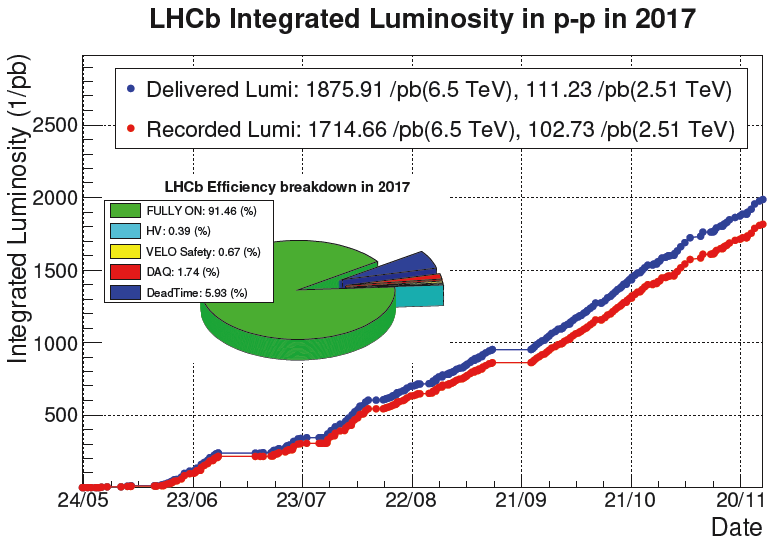 LHCb Integrated Luminosity in p-p in 2017
Integrated Luminosity (1/pb)
Delivered Lumi: 1875.91 /pb(6.5 TeV), 111.23 /pb(2.51 TeV)
Recorded Lumi: 1714.66 /pb(6.5 TeV), 102.73 /pb(2.51 TeV)
2500
2000
1500
1000
500
LHCb Efficiency breakdown in 2017
FULLY ON: 91.46 (%)
HV: 0.39 (%)
VELO Safety: 0.67 (%)
DAQ: 1.74 (%)
DeadTime: 5.93 (%)
24/05 23/06 23/07 22/08 21/09 21/10 20/11
Date